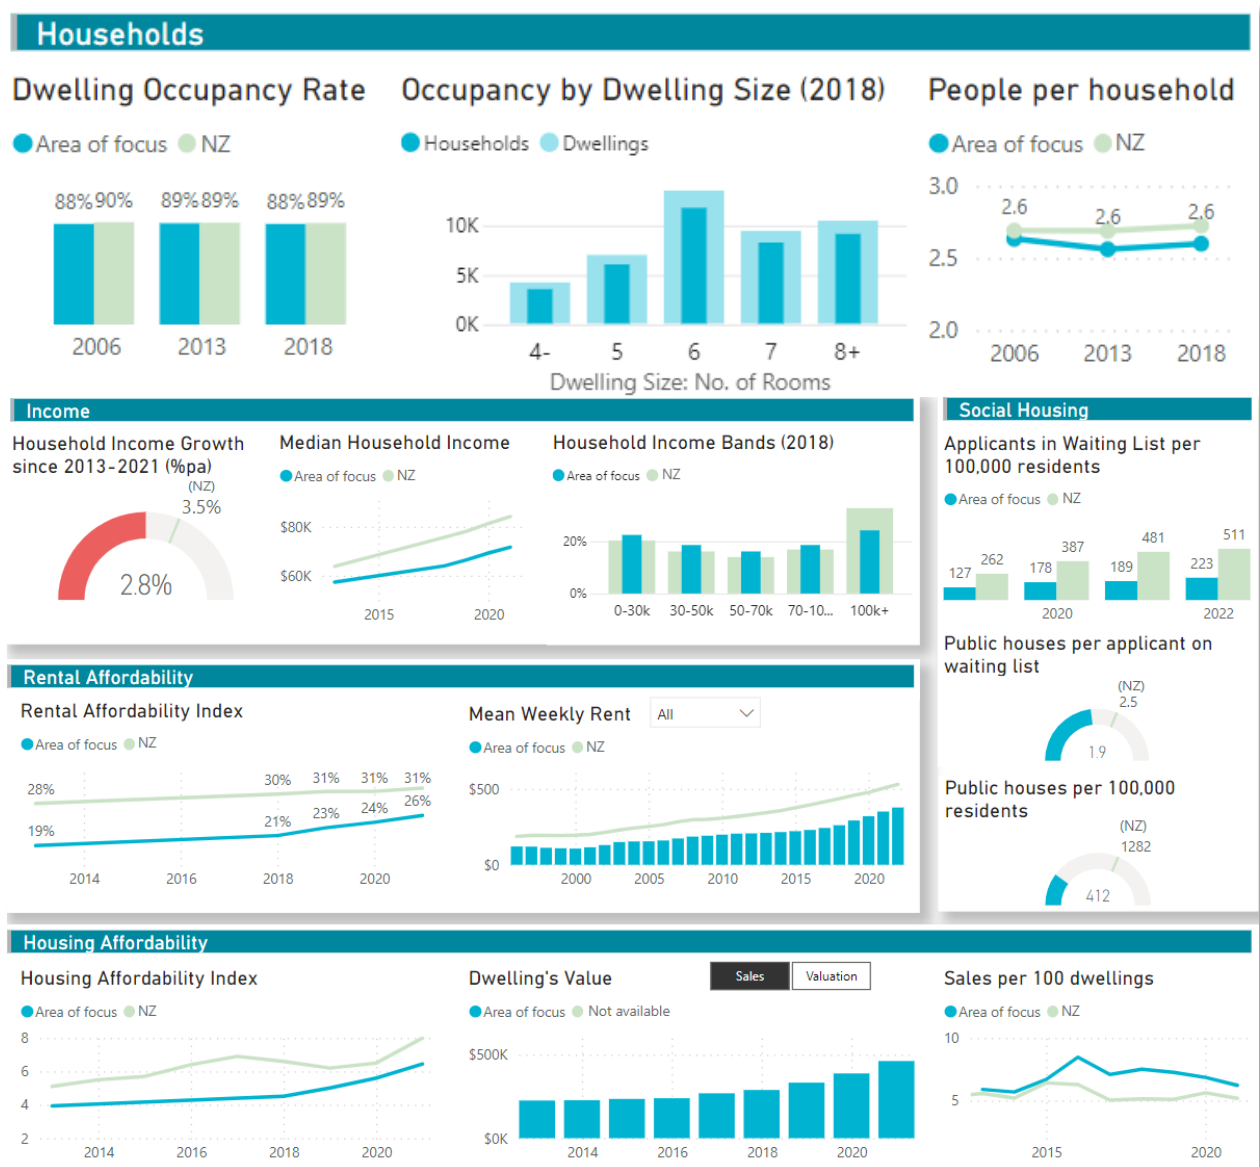 Households
Dwelling Occupancy Rate
Area of focus NZ
88% 90% 89% 89% 88% 89%
2006 2013 2018
Occupancy by Dwelling Size (2018)
Households Dwellings
10K
5K
0K
4- 5 6 7 8+
Dwelling Size: No. of Rooms
People per household
Area of focus NZ
3.0
2.6 2.6 2.6
2.5
2.0
2006 2013 2018
Income
Household Income Growth
since 2013-2021 (%pa)
(NZ)
3.5%
2.8%
Median Household Income
Area of focus NZ
$80K
$60K
2015 2020
Household Income Bands (2018)
Area of focus NZ
20%
0%
0-30k 30-50k 50-70k 70-10... 100k+
Social Housing
Applicants in Waiting List per
100,000 residents
Area of focus NZ
127 262 178 387 189 481 223 511
2020 2022
Public houses per applicant on
waiting list
(NZ)
2.5
1.9
Public houses per 100,000
residents
(NZ)
1282
412
Rental Affordability
Rental Affordability Index
Area of focus NZ
28% 30% 31% 31% 31%
19% 21% 23% 24% 26%
2014 2016 2018 2020
Mean Weekly Rent All
Area of focus NZ
$500
$0
2000 2005 2010 2015 2020
Housing Affordability
Housing Affordability Index
Area of focus NZ
8
6
4
2
2014 2016 2018 2020
Dwelling's Value Sales Valuation
Area of focus Not available
$500K
$0K
2014 2016 2018 2020
Sales per 100 dwellings
Area of focus NZ
10
5
2015 2020